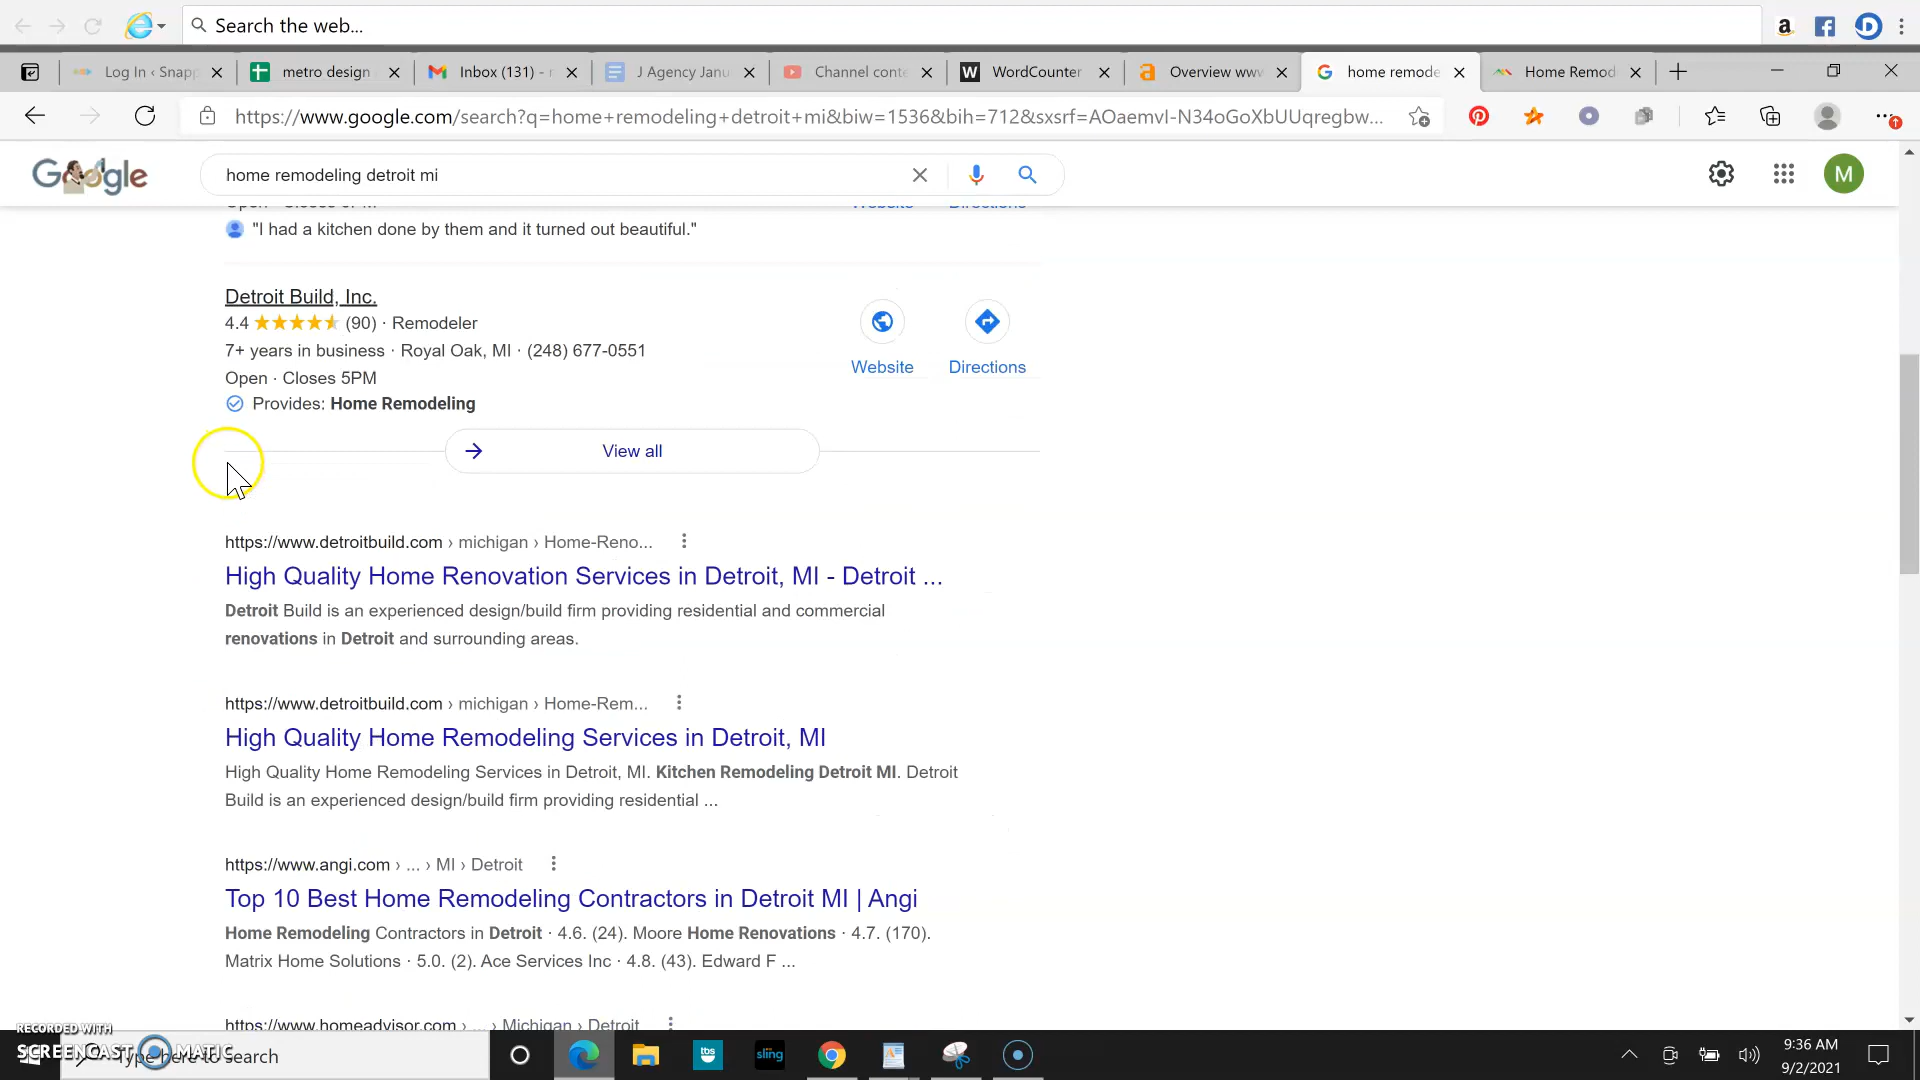 Search the web...
Log In ‹ Snapp
metro design
Inbox (131) -
J Agency Janu
Channel conte
WordCounter
Overview www
home remode
Home Remod
https://www.google.com/search?q=home+remodeling+detroit+mi&biw=1536&bih=712&sxsrf=AOaemvI-N34oGoXbUUqregbw...
Google
home remodeling detroit mi
M
"I had a kitchen done by them and it turned out beautiful."
Detroit Build, Inc.
4.4 (90) · Remodeler
7+ years in business · Royal Oak, MI · (248) 677-0551
Open · Closes 5PM
Provides: Home Remodeling
Website
Directions
View all
https://www.detroitbuild.com › michigan › Home-Reno...
High Quality Home Renovation Services in Detroit, MI - Detroit ...
Detroit Build is an experienced design/build firm providing residential and commercial
renovations in Detroit and surrounding areas.
https://www.detroitbuild.com › michigan › Home-Rem...
High Quality Home Remodeling Services in Detroit, MI
High Quality Home Remodeling Services in Detroit, MI. Kitchen Remodeling Detroit MI. Detroit
Build is an experienced design/build firm providing residential ...
https://www.angi.com › ... › MI › Detroit
Top 10 Best Home Remodeling Contractors in Detroit MI | Angi
Home Remodeling Contractors in Detroit · 4.6. (24). Moore Home Renovations · 4.7. (170).
Matrix Home Solutions · 5.0. (2). Ace Services Inc · 4.8. (43). Edward F ...
https://www.homeadvisor.com › ... › Michigan › Detroit
RECORDED WITH
SCREENCAST MATIC
Type here to search
tbs
sling
9:36 AM
9/2/2021